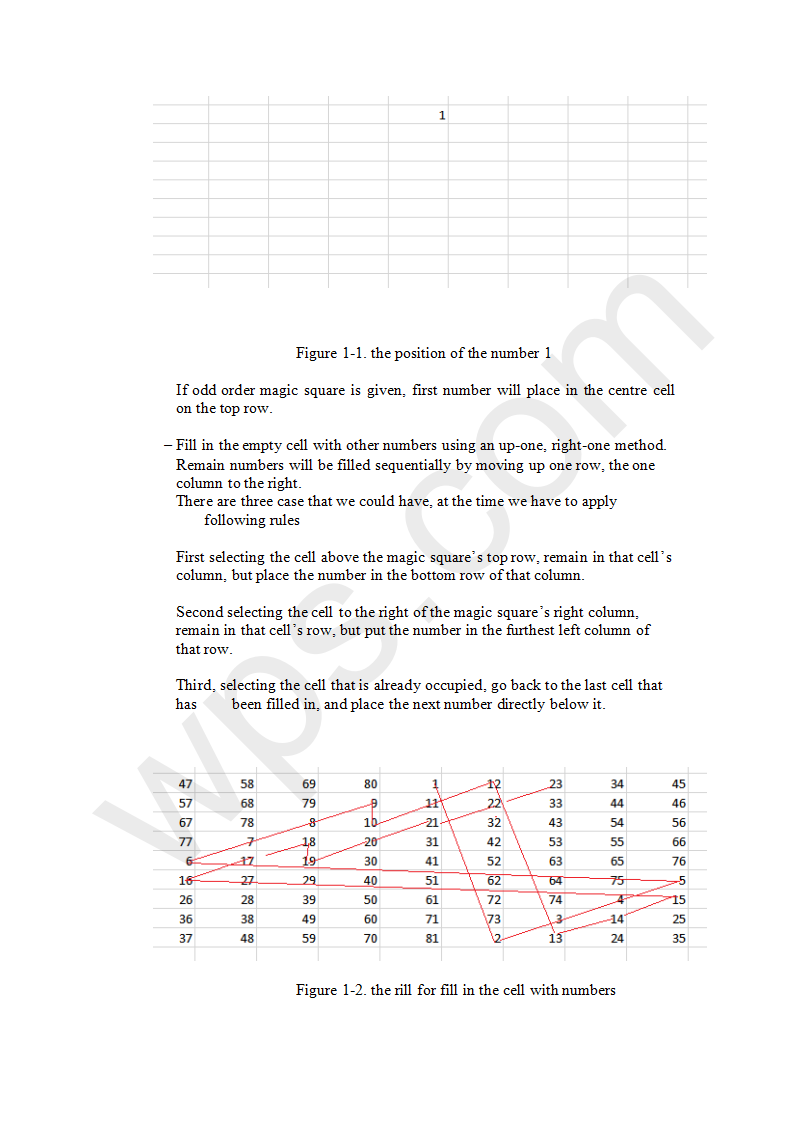 1
Figure 1-1. the position of the number 1
If odd order magic square is given, first number will place in the centre cell
on the top row.
– Fill in the empty cell with other numbers using an up-one, right-one method.
Remain numbers will be filled sequentially by moving up one row, the one
column to the right.
There are three case that we could have, at the time we have to apply
following rules
First selecting the cell above the magic square’s top row, remain in that cell’s
column, but place the number in the bottom row of that column.
Second selecting the cell to the right of the magic square’s right column,
remain in that cell’s row, but put the number in the furthest left column of
that row.
Third, selecting the cell that is already occupied, go back to the last cell that
has been filled in, and place the next number directly below it.
47 58 69 80 1 12 23 34 45
57 68 79 9 11 22 33 44 46
67 78 8 10 21 32 43 54 56
77 7 18 20 31 42 53 55 66
6 17 19 30 41 52 63 65 76
16 27 29 40 51 62 64 75 5
26 28 39 50 61 72 74 4 15
36 38 49 60 71 73 3 14 25
37 48 59 70 81 2 13 24 35
Figure 1-2. the rill for fill in the cell with numbers
wps.com